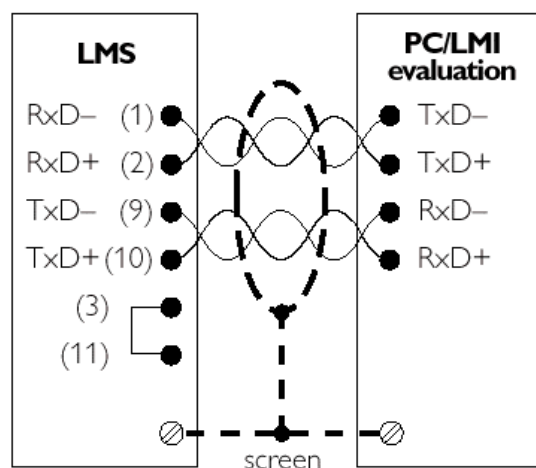 LMS
RxD– (1)
RxD+ (2)
TxD– (9)
TxD+ (10)
(3)
(11)
PC/LMI
evaluation
TxD–
TxD+
RxD–
RxD+
screen